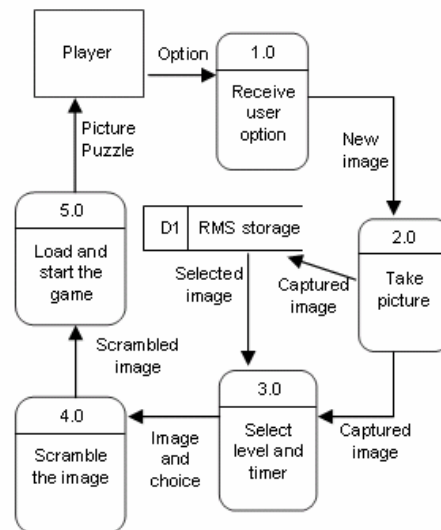 Player
Option
1.0
Receive
user
option
Picture
Puzzle
New
image
5.0
Load and
start the
game
D1 RMS storage
2.0
Take
picture
Selected
image
Captured
image
Scrambled
image
3.0
Select
level and
timer
4.0
Scramble
the image
Image
and
choice
Captured
image